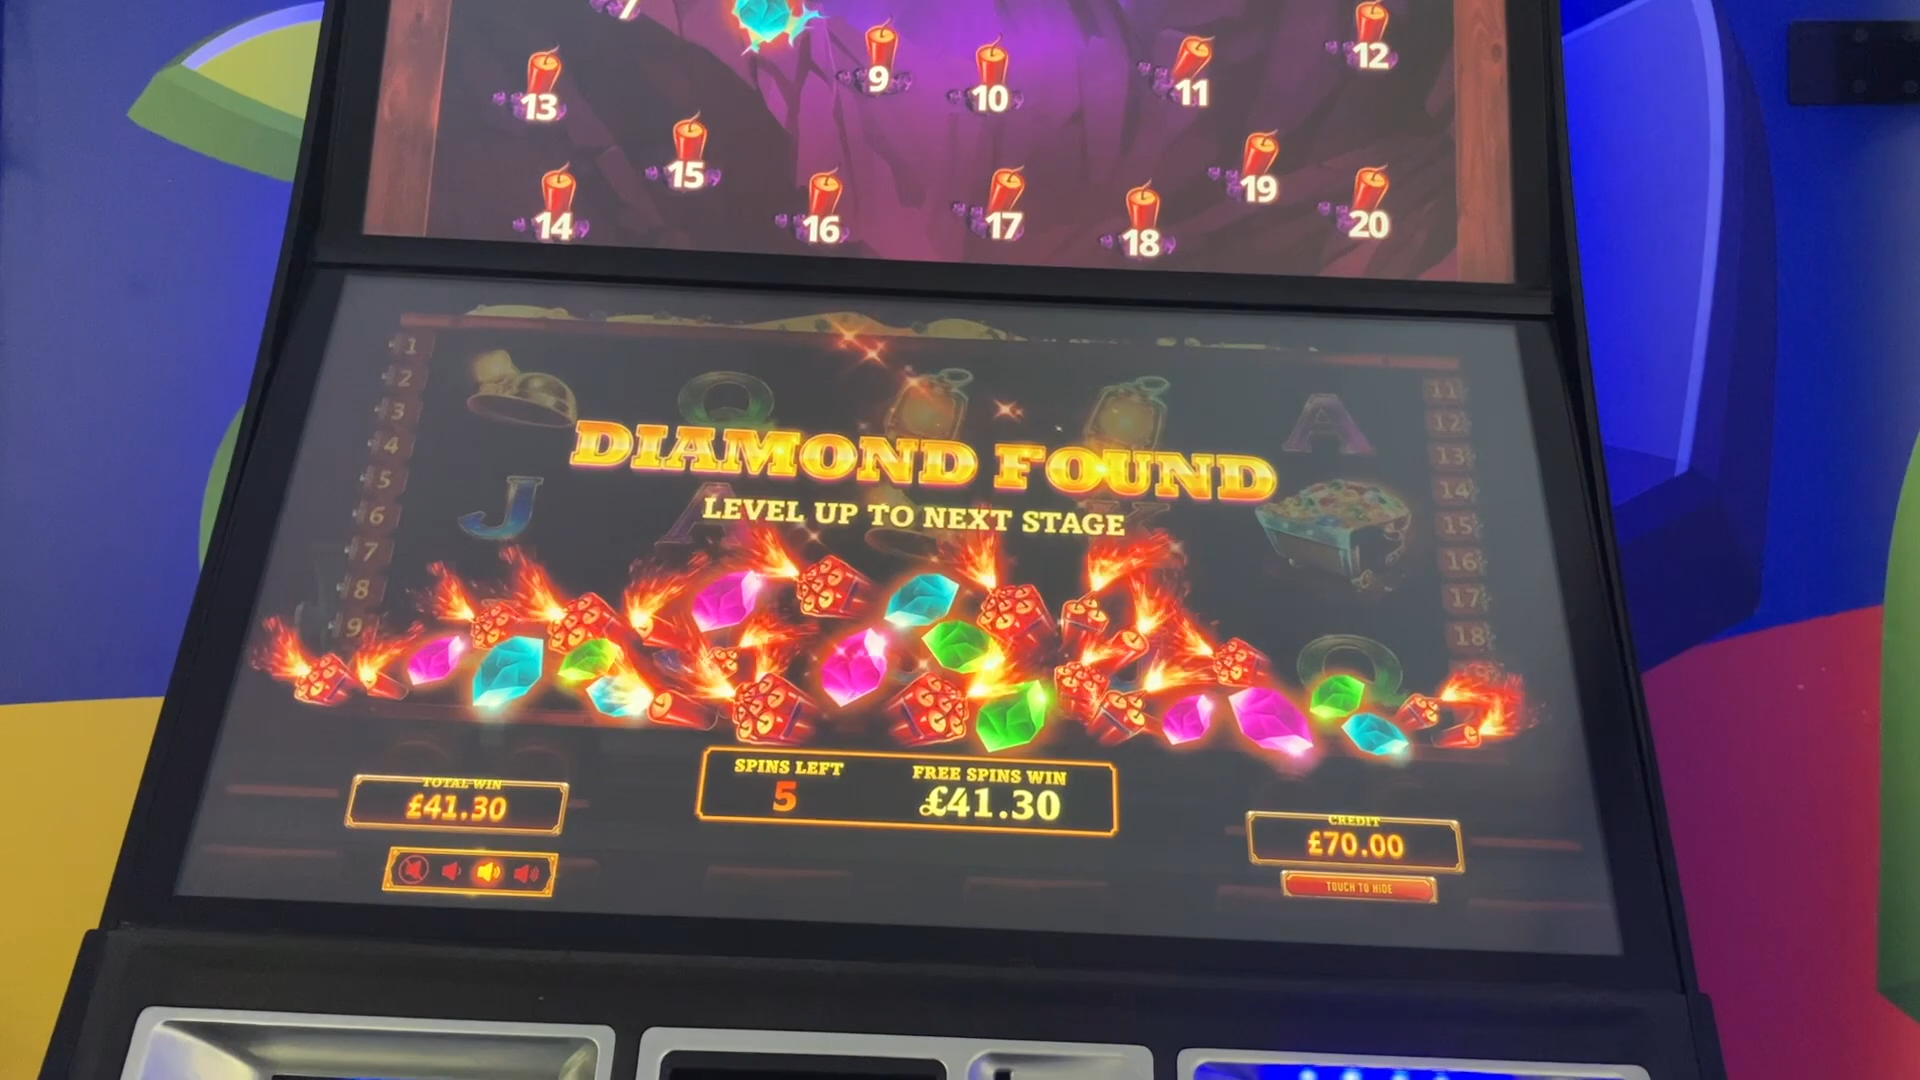 7
12
9
11
10
13
15
19
14
16
17
18
20
1
2
3
4
5
6
7
8
9
11
12
13
14
15
16
17
18
Q
A
J
A
K
Q
DIAMOND FOUND
LEVEL UP TO NEXT STAGE
SPINS LEFT
5
FREE SPINS WIN
£41.30
TOTAL WIN
£41.30
CREDIT
£70.00
TOUCH TO HIDE